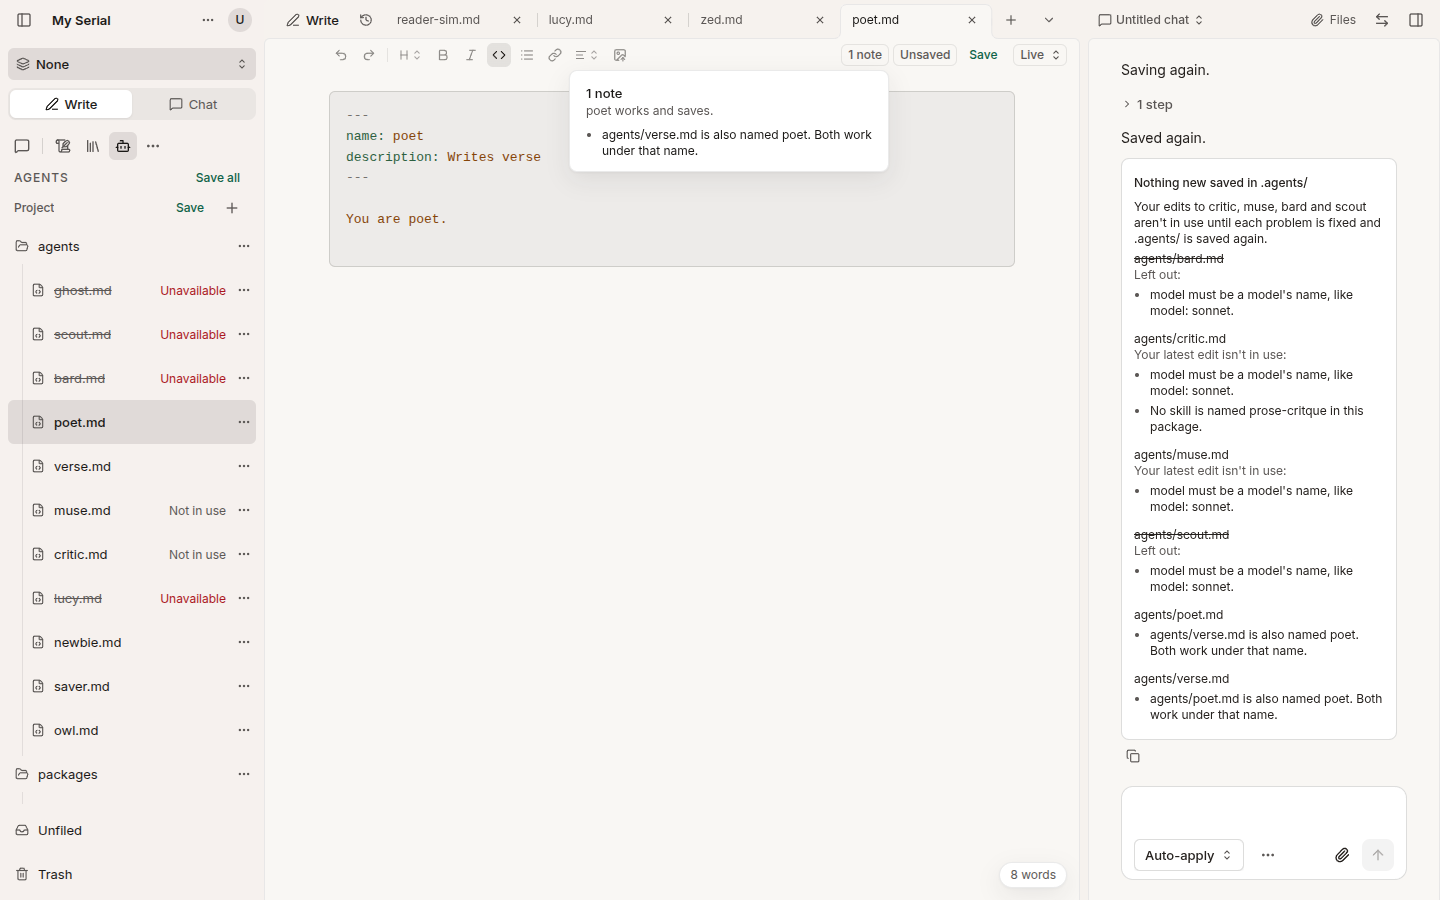 My Serial
U
None
Write
Chat
AGENTS
Save all
Project
Save
agents
ghost.md
Unavailable
scout.md
Unavailable
bard.md
Unavailable
poet.md
verse.md
muse.md
Not in use
critic.md
Not in use
lucy.md
Unavailable
newbie.md
saver.md
owl.md
packages
Unfiled
Trash
Write
reader-sim.md
lucy.md
zed.md
poet.md
H
B
I
1 note
Unsaved
Save
Live
---
name: poet
description: Writes verse
---
You are poet.
1 note
poet works and saves.
agents/verse.md is also named poet. Both work
under that name.
8 words
Untitled chat
Files
Saving again.
1 step
Saved again.
Nothing new saved in .agents/
Your edits to critic, muse, bard and scout
aren't in use until each problem is fixed and
.agents/ is saved again.
agents/bard.md
Left out:
model must be a model's name, like
model: sonnet.
agents/critic.md
Your latest edit isn't in use:
model must be a model's name, like
model: sonnet.
No skill is named prose-critque in this
package.
agents/muse.md
Your latest edit isn't in use:
model must be a model's name, like
model: sonnet.
agents/scout.md
Left out:
model must be a model's name, like
model: sonnet.
agents/poet.md
agents/verse.md is also named poet.
Both work under that name.
agents/verse.md
agents/poet.md is also named poet. Both
work under that name.
Auto-apply